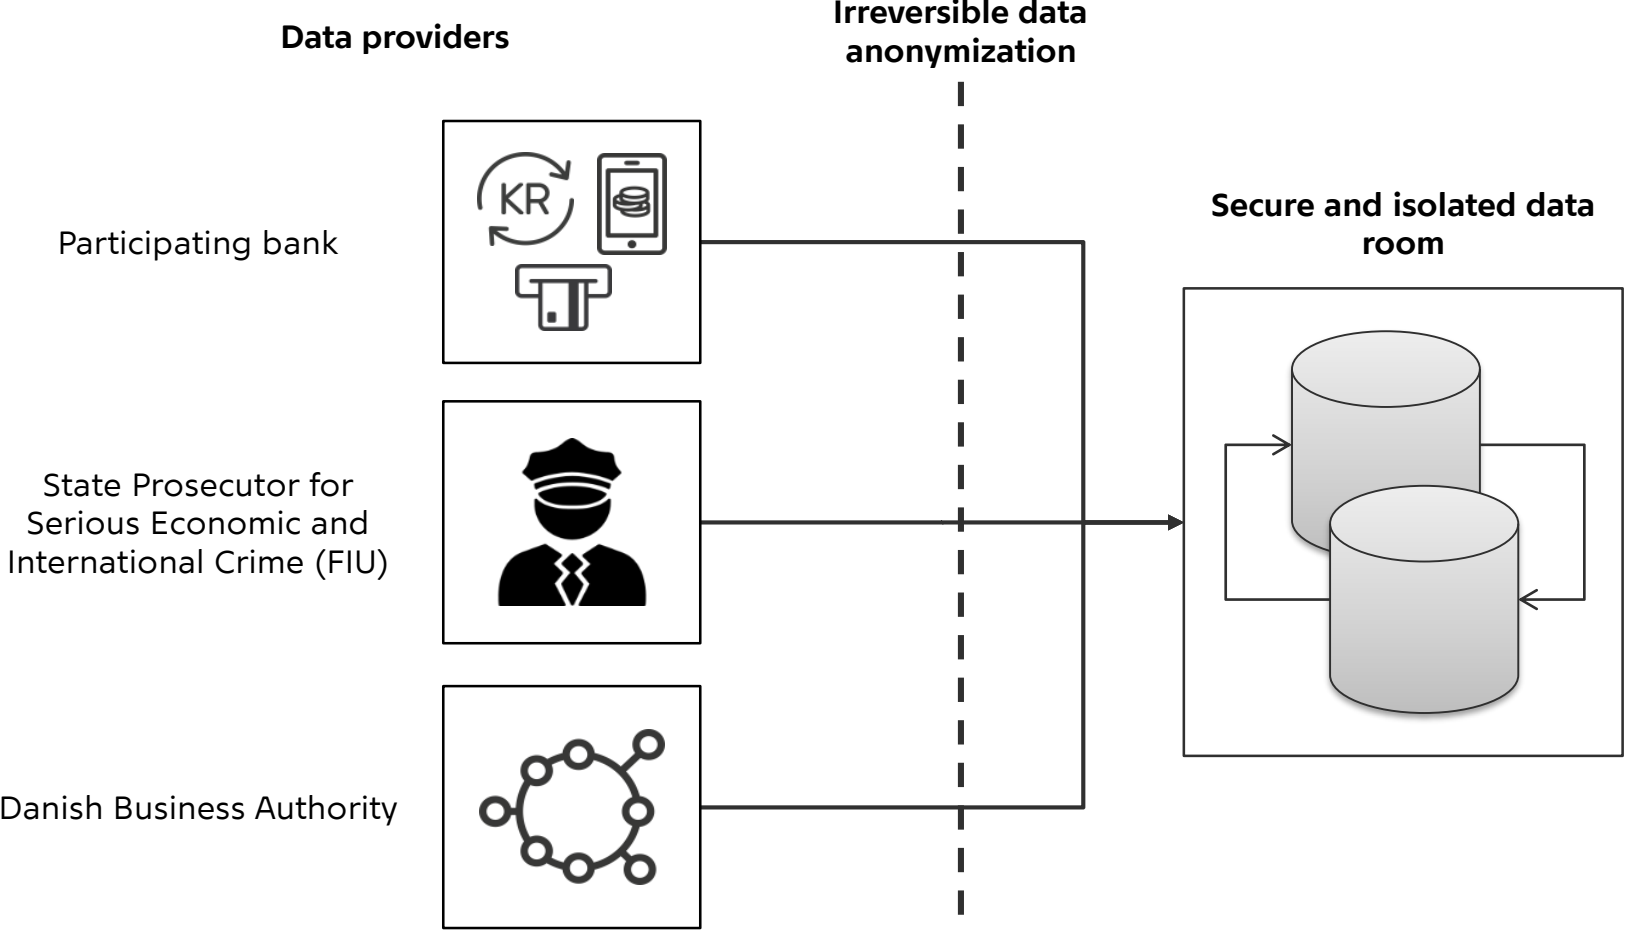 Data providers
Irreversible data
anonymization
Participating bank
KR
Secure and isolated data
room
State Prosecutor for
Serious Economic and
International Crime (FIU)
Danish Business Authority